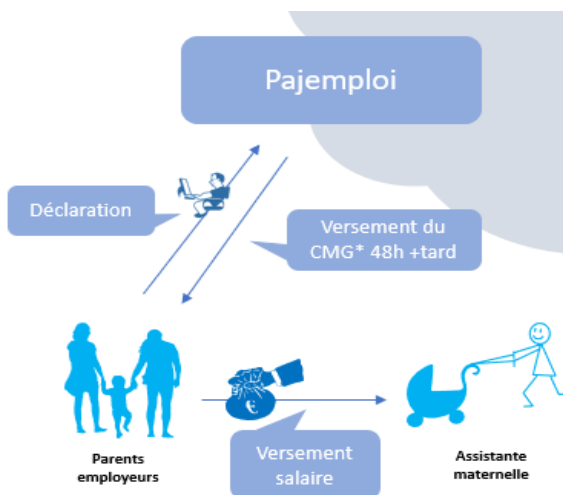 Pajemploi
Déclaration
Versement du
CMG* 48h +tard
€
Parents
employeurs
Versement
salaire
Assistante
maternelle